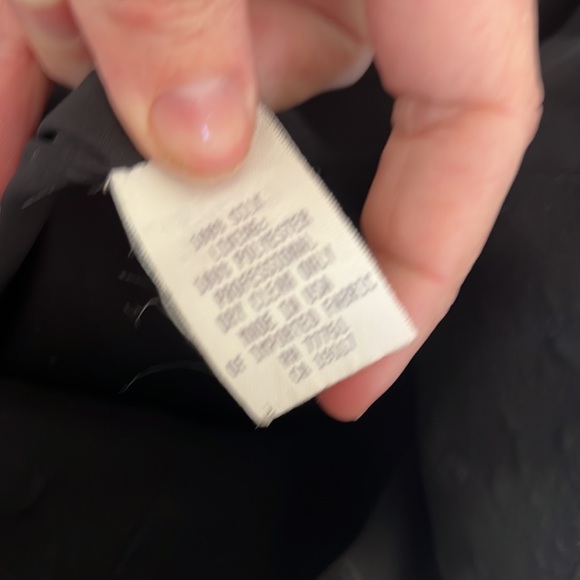 100% SILK
LINING:
100% POLYESTER
PROFESSIONAL
DRY CLEAN ONLY
MADE IN USA
OF IMPORTED FABRIC
RN
CA